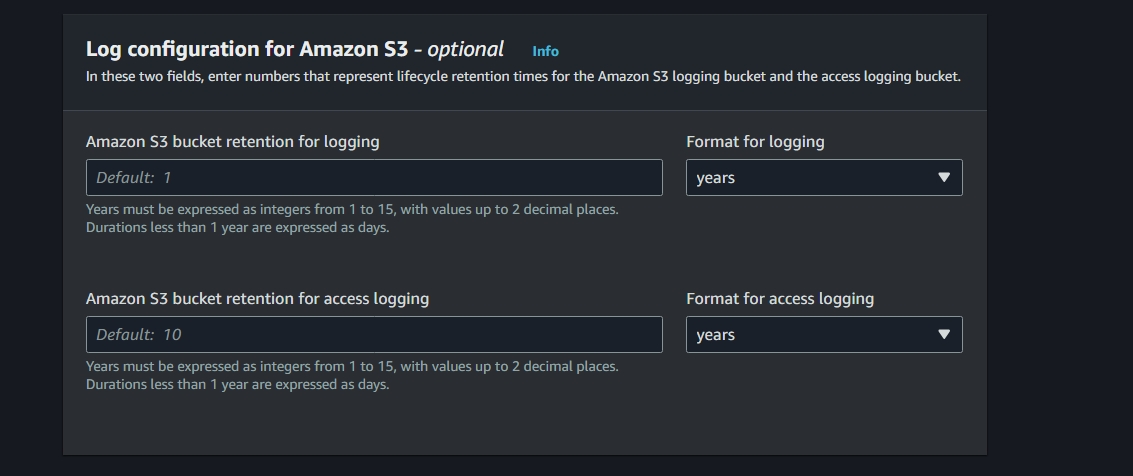 Log configuration for Amazon S3 - optional Info
In these two fields, enter numbers that represent lifecycle retention times for the Amazon S3 logging bucket and the access logging bucket.
Amazon S3 bucket retention for logging
Format for logging
Default: 1
years
Years must be expressed as integers from 1 to 15, with values up to 2 decimal places.
Durations less than 1 year are expressed as days.
Amazon S3 bucket retention for access logging
Format for access logging
Default: 10
years
Years must be expressed as integers from 1 to 15, with values up to 2 decimal places.
Durations less than 1 year are expressed as days.